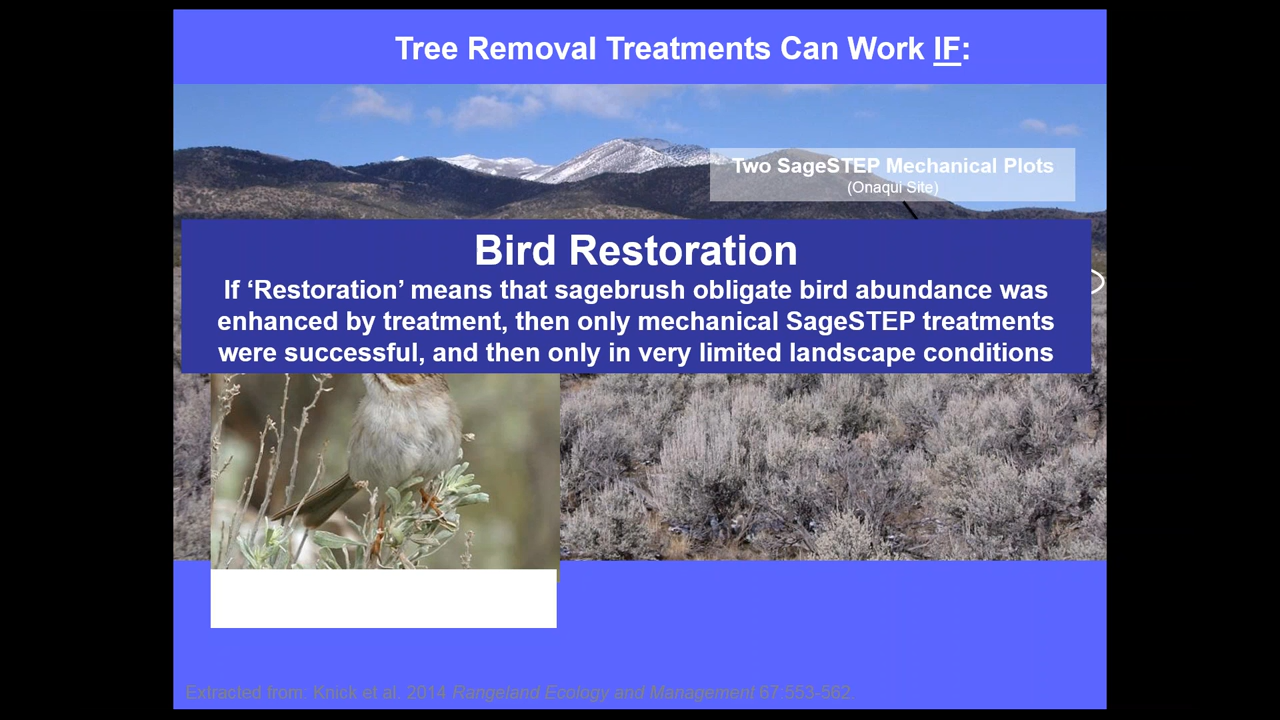 Tree Removal Treatments Can Work IF:
Two SageSTEP Mechanical Plots
(Onaqui Site)
Bird Restoration
If ‘Restoration’ means that sagebrush obligate bird abundance was
enhanced by treatment, then only mechanical SageSTEP treatments
were successful, and then only in very limited landscape conditions
Extracted from: Knick et al. 2014 Rangeland Ecology and Management 67:553-562.